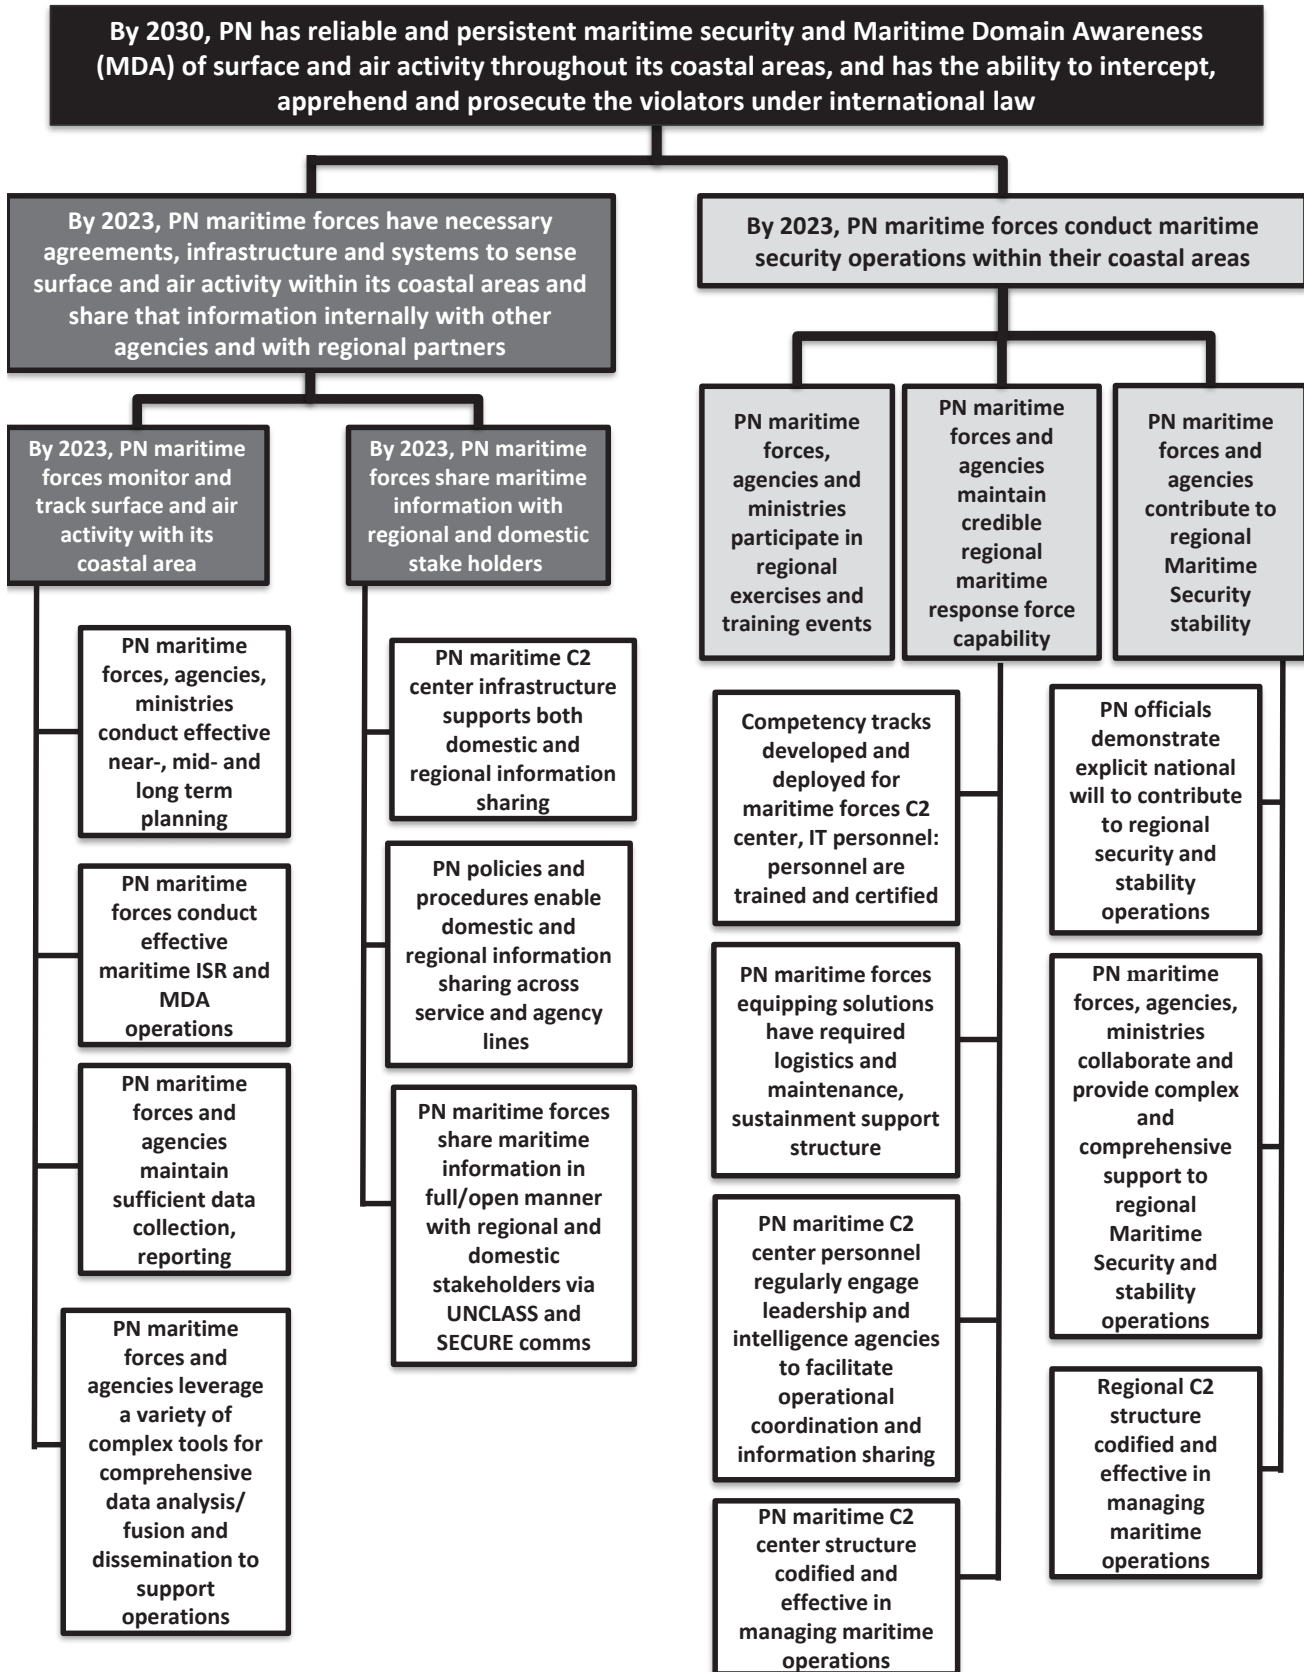 By 2030, PN has reliable and persistent maritime security and Maritime Domain Awareness
(MDA) of surface and air activity throughout its coastal areas, and has the ability to intercept,
apprehend and prosecute the violators under international law
By 2023, PN maritime forces have necessary
agreements, infrastructure and systems to sense
surface and air activity within its coastal areas and
share that information internally with other
agencies and with regional partners
By 2023, PN maritime
forces monitor and
track surface and air
activity with its
coastal area
PN maritime
forces, agencies,
ministries
conduct effective
near-, mid- and
long term
planning
PN maritime
forces conduct
effective
maritime ISR and
MDA
operations
PN maritime
forces and
agencies
maintain
sufficient data
collection,
reporting
PN maritime
forces and
agencies leverage
a variety of
complex tools for
comprehensive
data analysis/
fusion and
dissemination to
support
operations
By 2023, PN maritime
forces share maritime
information with
regional and domestic
stake holders
PN maritime C2
center infrastructure
supports both
domestic and
regional information
sharing
PN policies and
procedures enable
domestic and
regional information
sharing across
service and agency
lines
PN maritime forces
share maritime
information in
full/open manner
with regional and
domestic
stakeholders via
UNCLASS and
SECURE comms
By 2023, PN maritime forces conduct maritime
security operations within their coastal areas
PN maritime
forces,
agencies and
ministries
participate in
regional
exercises and
training events
PN maritime
forces and
agencies
maintain
credible
regional
maritime
response force
capability
Competency tracks
developed and
deployed for
maritime forces C2
center, IT personnel:
personnel are
trained and certified
PN maritime forces
equipping solutions
have required
logistics and
maintenance,
sustainment support
structure
PN maritime C2
center personnel
regularly engage
leadership and
intelligence agencies
to facilitate
operational
coordination and
information sharing
PN maritime C2
center structure
codified and
effective in
managing maritime
operations
PN maritime
forces and
agencies
contribute to
regional
Maritime
Security
stability
PN officials
demonstrate
explicit national
will to contribute
to regional
security and
stability
operations
PN maritime
forces, agencies,
ministries
collaborate and
provide complex
and
comprehensive
support to
regional
Maritime
Security and
stability
operations
Regional C2
structure
codified and
effective in
managing
maritime
operations